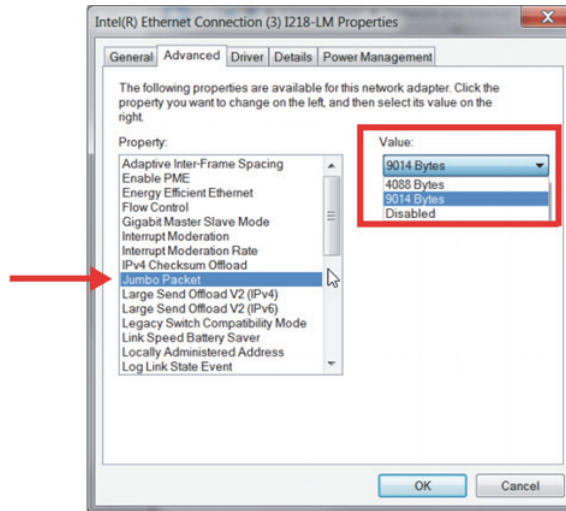 Intel(R) Ethernet Connection (3) I218-LM Properties
X
General Advanced Driver Details Power Management
The following properties are available for this network adapter. Click the
property you want to change on the left, and then select its value on the
right.
Property:
Adaptive Inter-Frame Spacing
Enable PME
Energy Efficient Ethernet
Flow Control
Gigabit Master Slave Mode
Interrupt Moderation
Interrupt Moderation Rate
IPv4 Checksum Offload
Jumbo Packet
Large Send Offload V2 (IPv4)
Large Send Offload V2 (IPv6)
Legacy Switch Compatibility Mode
Link Speed Battery Saver
Locally Administered Address
Log Link State Event
Value:
9014 Bytes
4088 Bytes
9014 Bytes
Disabled
OK Cancel